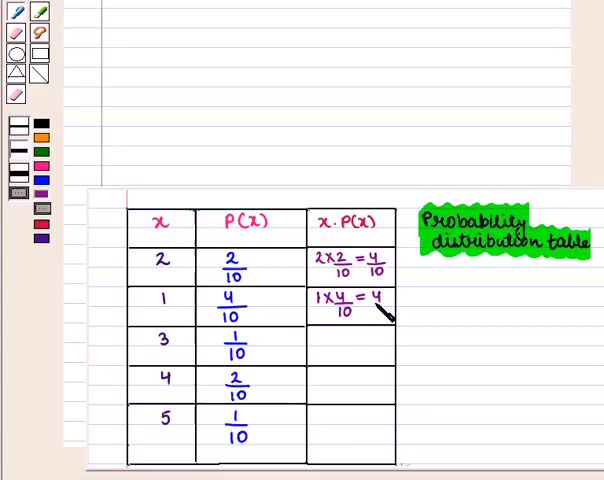 x P(x) x · P(x)
2 2/10 2 × 2/10 = 4/10
1 4/10 1 × 4/10 = 4
3 1/10
4 2/10
5 1/10
Probability
distribution table